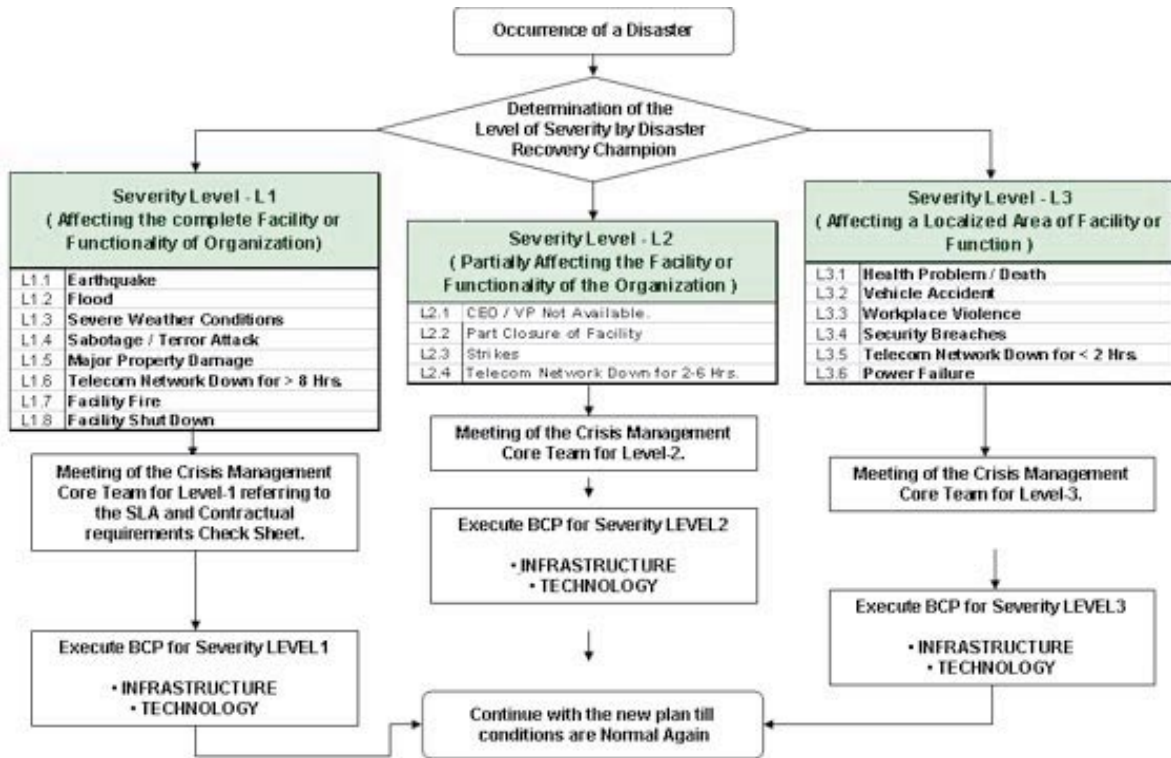 Occurrence of a Disaster
Determination of the
Level of Severity by Disaster
Recovery Champion
Severity Level - L1
( Affecting the complete Facility or
Functionality of Organization)
L1.1 Earthquake
L1.2 Flood
L1.3 Severe Weather Conditions
L1.4 Sabotage / Terror Attack
L1.5 Major Property Damage
L1.6 Telecom Network Down for > 8 Hrs.
L1.7 Facility Fire
L1.8 Facility Shut Down
Meeting of the Crisis Management
Core Team for Level-1 referring to
the SLA and Contractual
requirements Check Sheet.
Execute BCP for Severity LEVEL1
• INFRASTRUCTURE
• TECHNOLOGY
Severity Level - L2
( Partially Affecting the Facility or
Functionality of the Organization )
L2.1 CEO / VP Not Available.
L2.2 Part Closure of Facility
L2.3 Strikes
L2.4 Telecom Network Down for 2-6 Hrs.
Meeting of the Crisis Management
Core Team for Level-2.
Execute BCP for Severity LEVEL2
• INFRASTRUCTURE
• TECHNOLOGY
Severity Level - L3
( Affecting a Localized Area of Facility or
Function )
L3.1 Health Problem / Death
L3.2 Vehicle Accident
L3.3 Workplace Violence
L3.4 Security Breaches
L3.5 Telecom Network Down for < 2 Hrs.
L3.6 Power Failure
Meeting of the Crisis Management
Core Team for Level-3.
Execute BCP for Severity LEVEL3
• INFRASTRUCTURE
• TECHNOLOGY
Continue with the new plan till
conditions are Normal Again